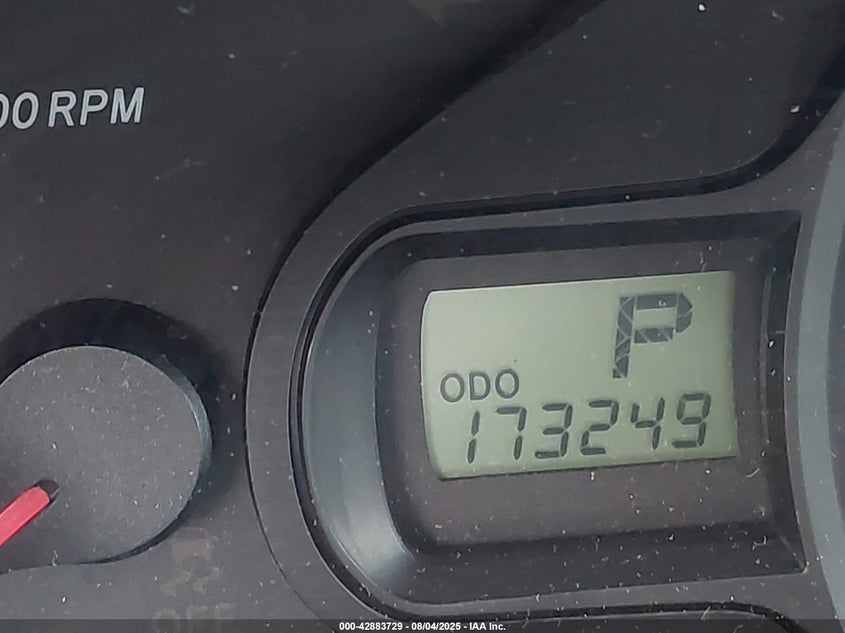 00 RPM
P
ODO
173249
000-42883729 - 08/04/2025 - IAA Inc.